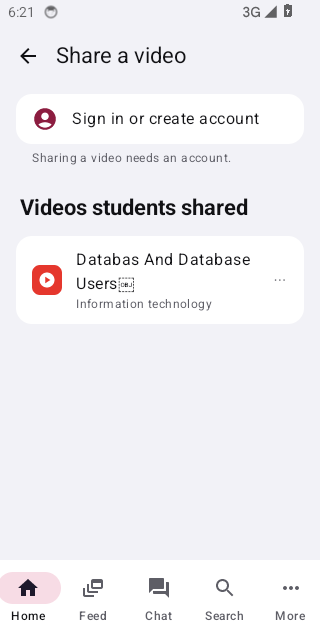 6:21
3G
Share a video
Sign in or create account
Sharing a video needs an account.
Videos students shared
Databas And Database
Users￼
Information technology
Home
Feed
Chat
Search
More